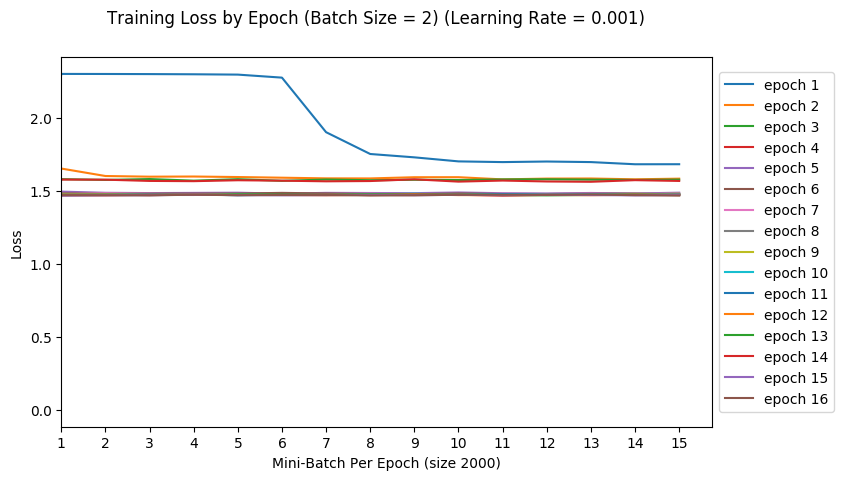 Training Loss by Epoch (Batch Size = 2) (Learning Rate = 0.001)
Loss
2.0
1.5
1.0
0.5
0.0
1 2 3 4 5 6 7 8 9 10 11 12 13 14 15
Mini-Batch Per Epoch (size 2000)
epoch 1
epoch 2
epoch 3
epoch 4
epoch 5
epoch 6
epoch 7
epoch 8
epoch 9
epoch 10
epoch 11
epoch 12
epoch 13
epoch 14
epoch 15
epoch 16